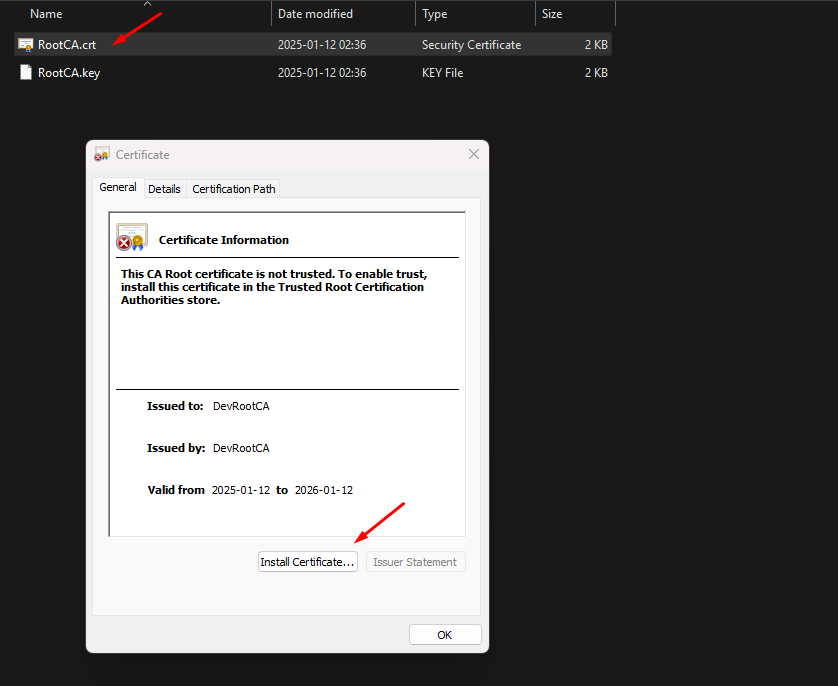 Name Date modified Type Size
RootCA.crt 2025-01-12 02:36 Security Certificate 2 KB
RootCA.key 2025-01-12 02:36 KEY File 2 KB
Certificate
General Details Certification Path
Certificate Information
This CA Root certificate is not trusted. To enable trust,
install this certificate in the Trusted Root Certification
Authorities store.
Issued to: DevRootCA
Issued by: DevRootCA
Valid from 2025-01-12 to 2026-01-12
Install Certificate... Issuer Statement
OK